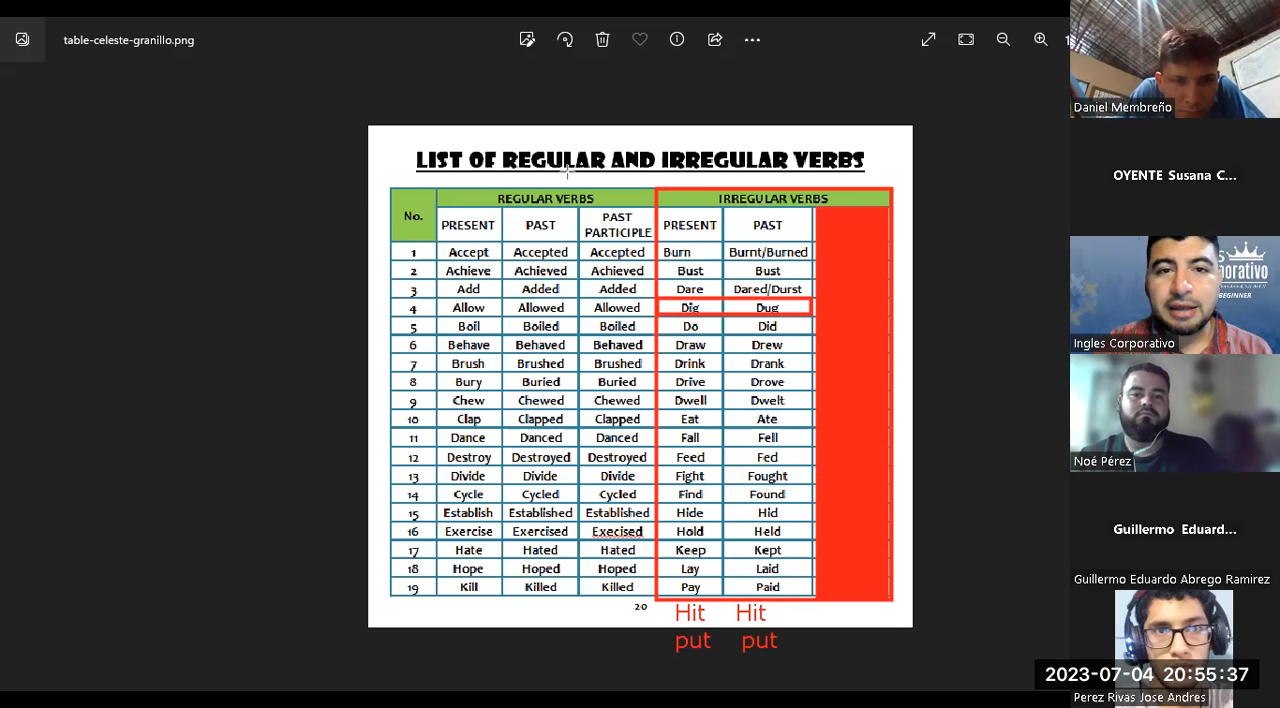 table-celeste-granillo.png
LIST OF REGULAR AND IRREGULAR VERBS
No. REGULAR VERBS IRREGULAR VERBS
PRESENT PAST PAST PARTICIPLE PRESENT PAST
1 Accept Accepted Accepted Burn Burnt/Burned
2 Achieve Achieved Achieved Bust Bust
3 Add Added Added Dare Dared/Durst
4 Allow Allowed Allowed Dig Dug
5 Boil Boiled Boiled Do Did
6 Behave Behaved Behaved Draw Drew
7 Brush Brushed Brushed Drink Drank
8 Bury Buried Buried Drive Drove
9 Chew Chewed Chewed Dwell Dwelt
10 Clap Clapped Clapped Eat Ate
11 Dance Danced Danced Fall Fell
12 Destroy Destroyed Destroyed Feed Fed
13 Divide Divide Divide Fight Fought
14 Cycle Cycled Cycled Find Found
15 Establish Established Established Hide Hid
16 Exercise Exercised Execised Hold Held
17 Hate Hated Hated Keep Kept
18 Hope Hoped Hoped Lay Laid
19 Kill Killed Killed Pay Paid
20
Hit Hit
put put
Daniel Membreño
OYENTE Susana C...
orativo
BEGINNER
Ingles Corporativo
Noé Pérez
Guillermo Eduard...
Guillermo Eduardo Abrego Ramirez
2023-07-04 20:55:37
Perez Rivas Jose Andres